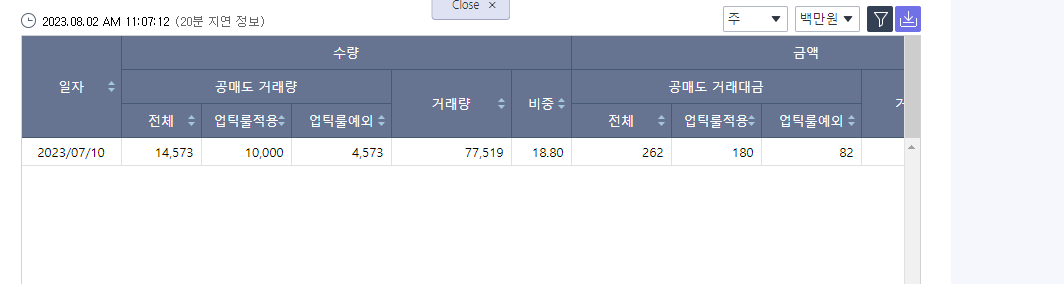 Close ×
2023.08.02 AM 11:07:12 (20분 지연 정보) 주 백만원
일자 수량 금액
공매도 거래량 거래량 비중 공매도 거래대금
전체 업틱룰적용 업틱룰예외 전체 업틱룰적용 업틱룰예외
2023/07/10 14,573 10,000 4,573 77,519 18.80 262 180 82